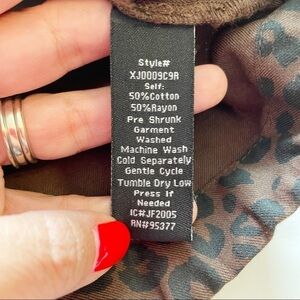 Style#
XJ0009C9R
Self:
50%Cotton
50%Rayon
Pre Shrunk
Garment
Washed
Machine Wash
Cold Separately
Gentle Cycle
Tumble Dry Low
Press If
Needed
IC#JF2005
RN#95377